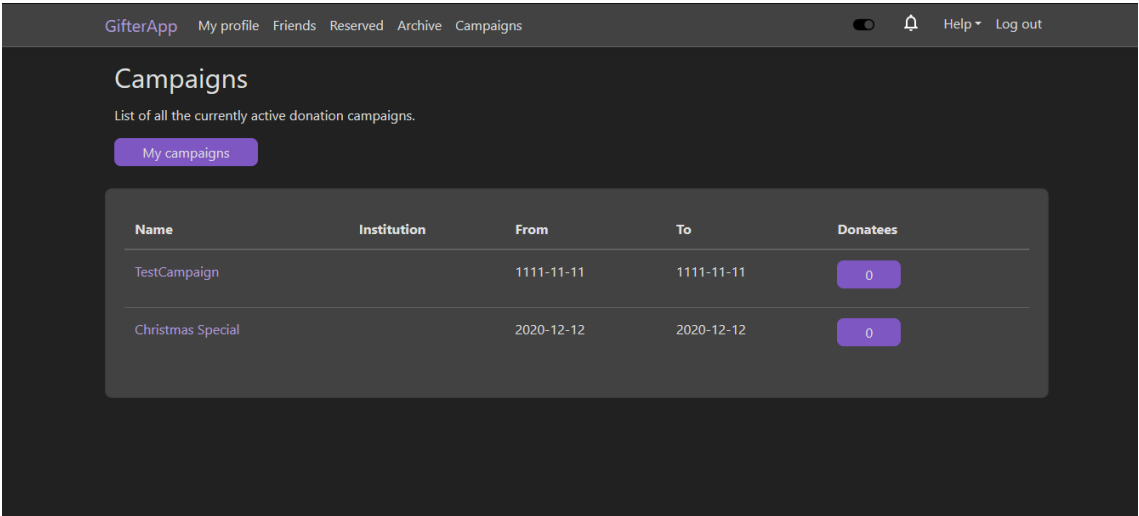 GifterApp My profile Friends Reserved Archive Campaigns Help Log out
Campaigns
List of all the currently active donation campaigns.
My campaigns
Name Institution From To Donatees
TestCampaign 1111-11-11 1111-11-11 0
Christmas Special 2020-12-12 2020-12-12 0